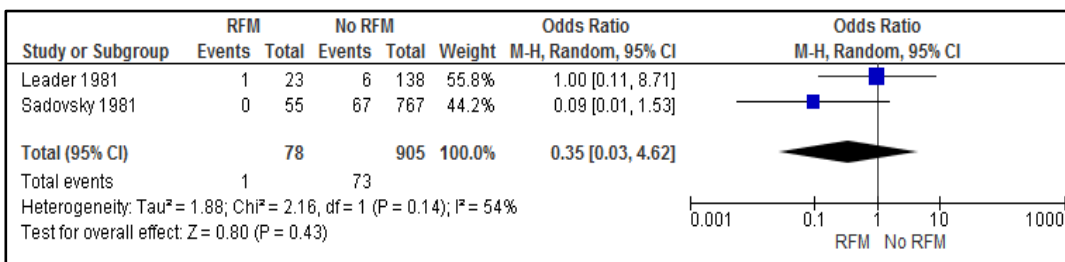 RFM No RFM Odds Ratio Odds Ratio
Study or Subgroup Events Total Events Total Weight M-H, Random, 95% CI M-H, Random, 95% CI
Leader 1981 1 23 6 138 55.8% 1.00 [0.11, 8.71]
Sadovsky 1981 0 55 67 767 44.2% 0.09 [0.01, 1.53]
Total (95% CI) 78 905 100.0% 0.35 [0.03, 4.62]
Total events 1 73
Heterogeneity: Tau² = 1.88; Chi² = 2.16, df = 1 (P = 0.14); I² = 54%
Test for overall effect: Z = 0.80 (P = 0.43)
0.001 0.1 1 10 1000
RFM No RFM